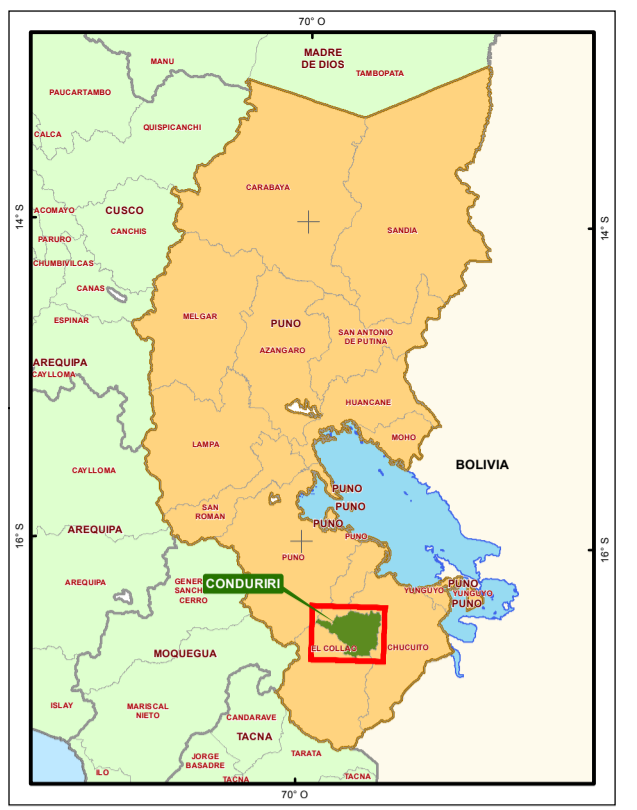 70° O
MADRE
DE DIOS
MANU
TAMBOPATA
PAUCARTAMBO
QUISPICANCHI
CALCA
CARABAYA
ACOMAYO
CUSCO
14° S
14° S
CANCHIS
SANDIA
PARURO
CHUMBIVILCAS
CANAS
MELGAR
ESPINAR
PUNO
SAN ANTONIO
DE PUTINA
AZANGARO
AREQUIPA
CAYLLOMA
HUANCANE
MOHO
LAMPA
BOLIVIA
CAYLLOMA
PUNO
SAN
ROMAN
PUNO
PUNO
AREQUIPA
PUNO
16° S
16° S
PUNO
AREQUIPA
GENER
SANCH
CERRO
CONDURIRI
YUNGUYO
PUNO
YUNGUYO
PUNO
EL COLLAO
CHUCUITO
MOQUEGUA
ISLAY
MARISCAL
NIETO
CANDARAVE
TACNA
TARATA
JORGE
BASADRE
ILO
TACNA
TACNA
70° O